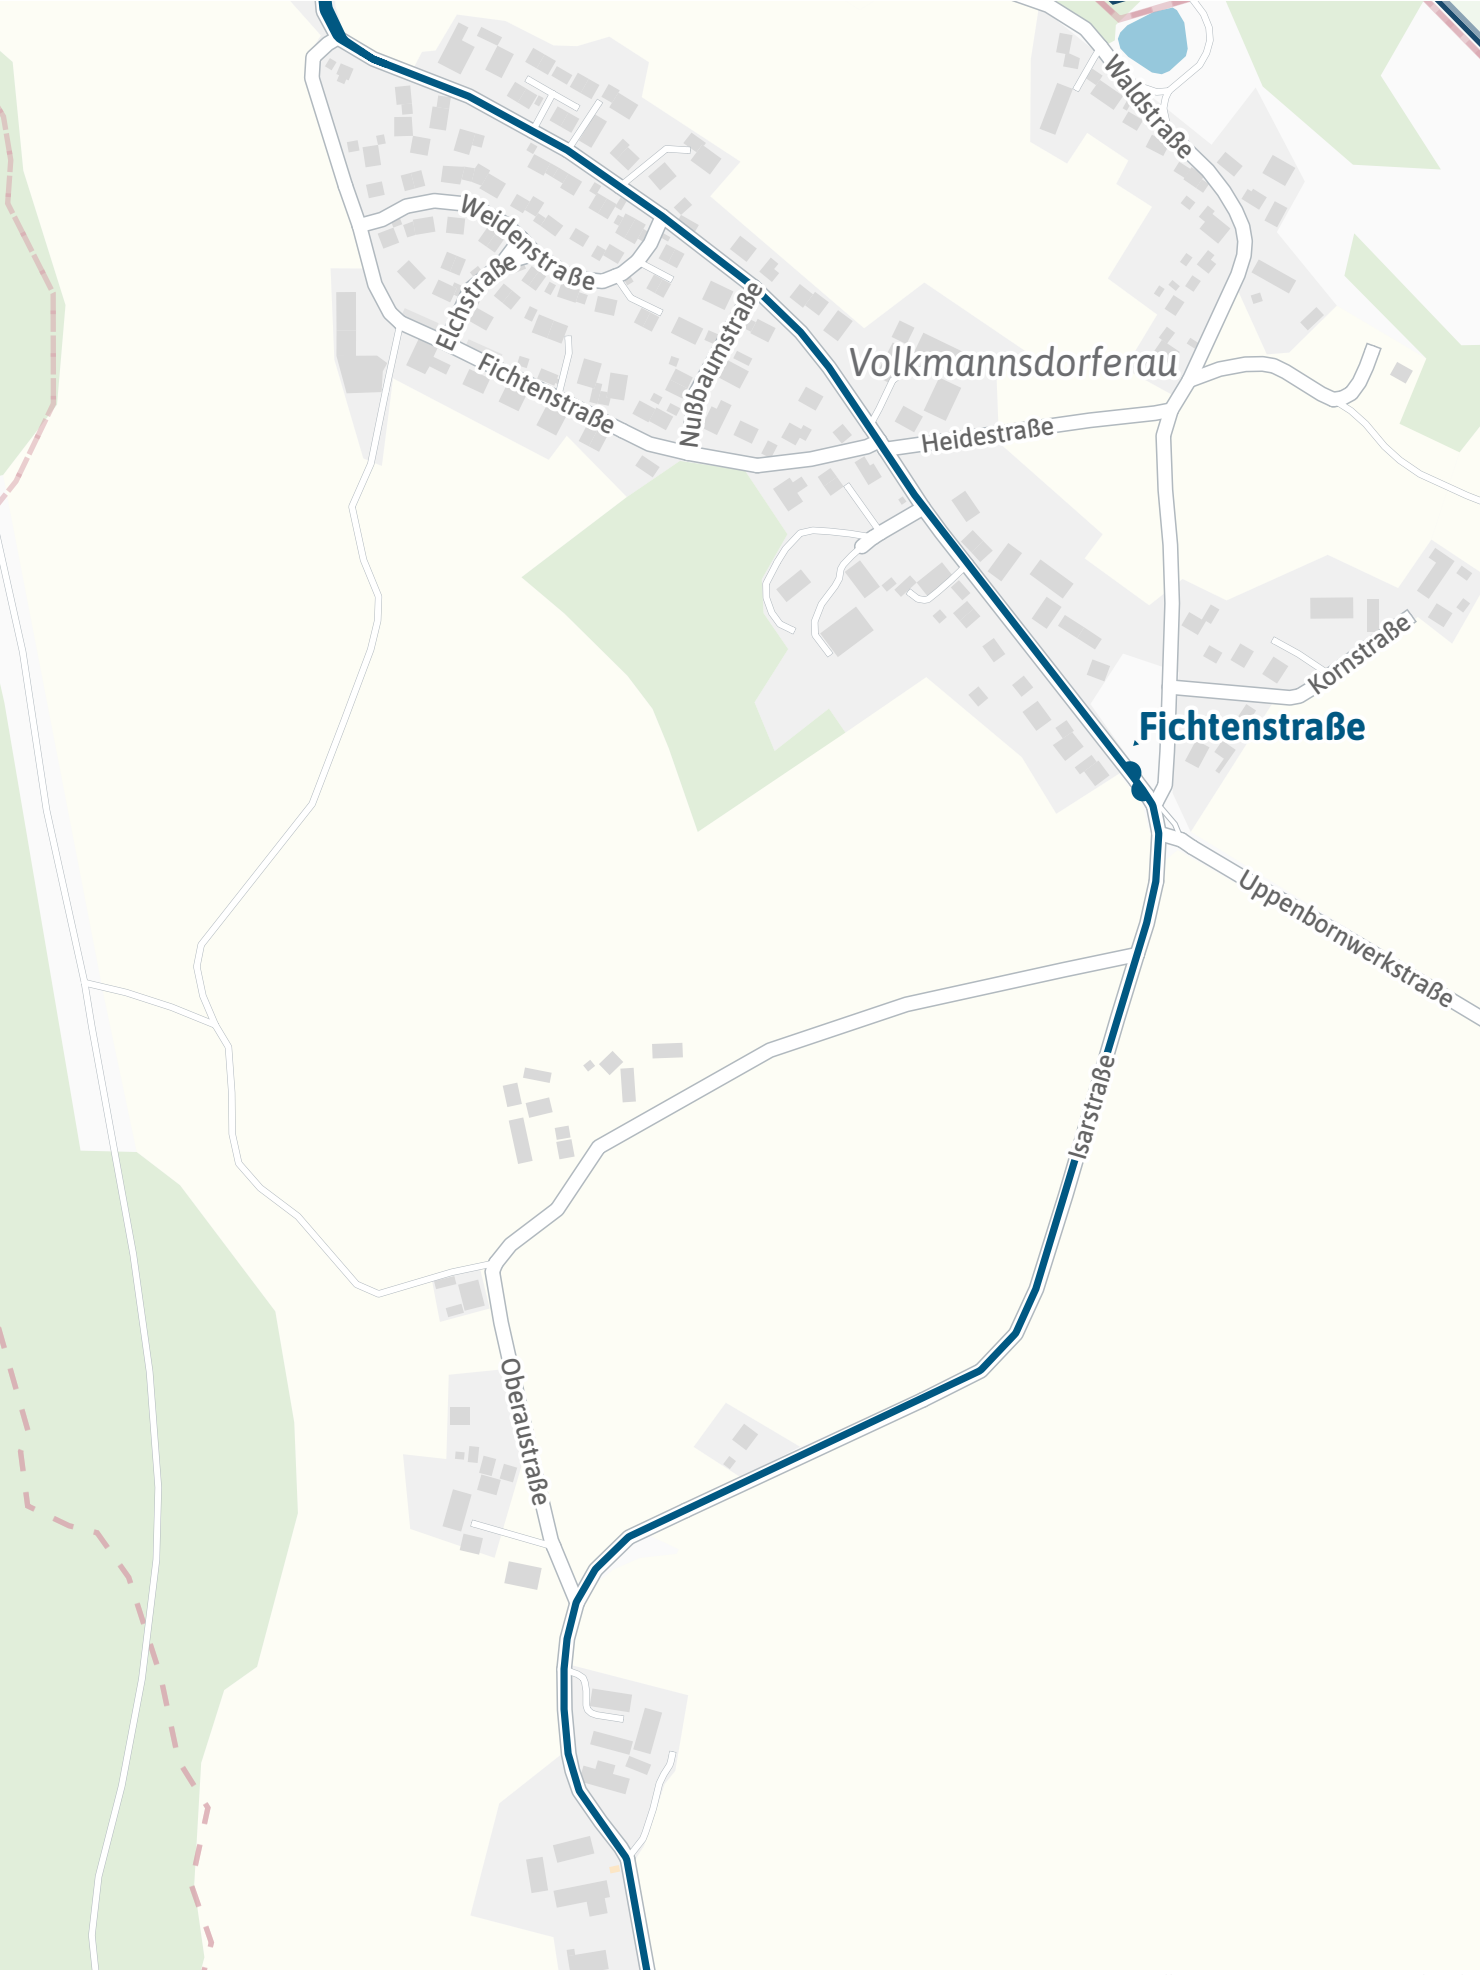 Waldstraße
Weidenstraße
Elchstraße
Nußbaumstraße
Volkmannsdorferau
Fichtenstraße
Heidestraße
Kornstraße
Fichtenstraße
Uppenbornwerkstraße
Isarstraße
Oberaustraße